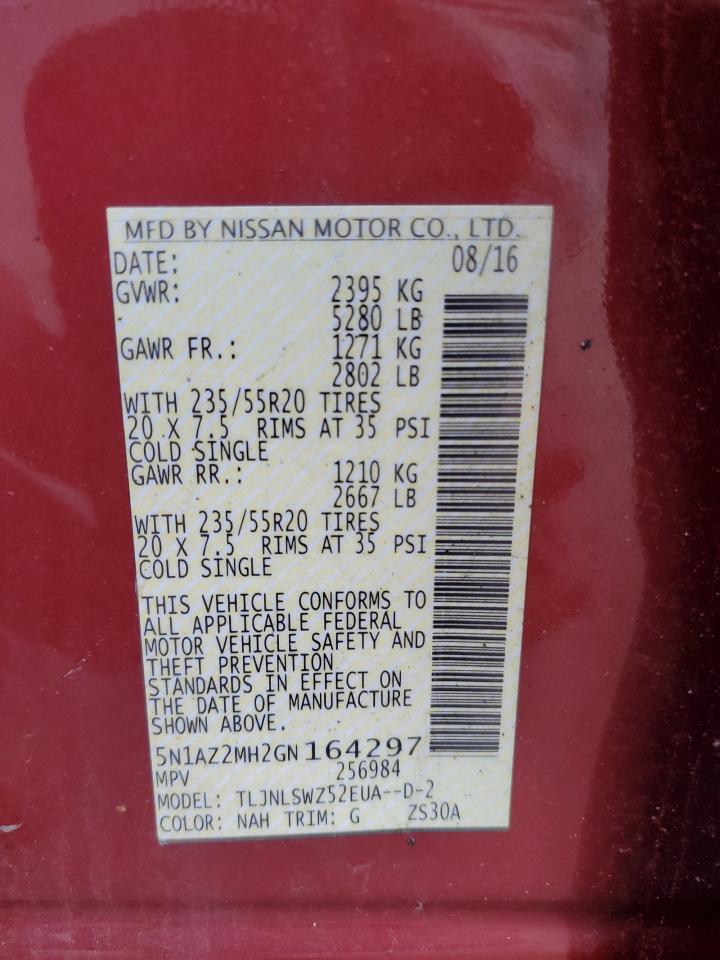 MFD BY NISSAN MOTOR CO., LTD.
DATE: 08/16
GVWR: 2395 KG
5280 LB
GAWR FR.: 1271 KG
2802 LB
WITH 235/55R20 TIRES
20 X 7.5 RIMS AT 35 PSI
COLD SINGLE
GAWR RR.: 1210 KG
2667 LB
WITH 235/55R20 TIRES
20 X 7.5 RIMS AT 35 PSI
COLD SINGLE
THIS VEHICLE CONFORMS TO
ALL APPLICABLE FEDERAL
MOTOR VEHICLE SAFETY AND
THEFT PREVENTION
STANDARDS IN EFFECT ON
THE DATE OF MANUFACTURE
SHOWN ABOVE.
5N1AZ2MH2GN164297
MPV 256984
MODEL: TLJNLSWZ52EUA--D-2
COLOR: NAH TRIM: G ZS30A